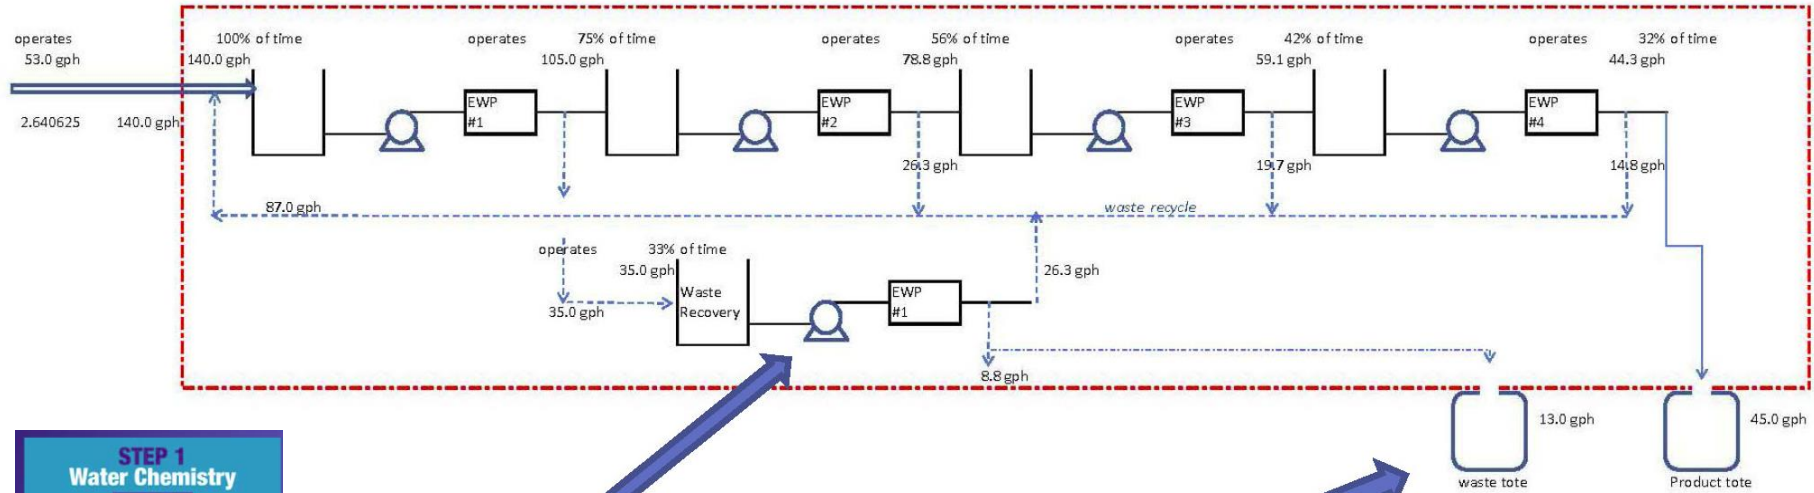 operates 100% of time operates 75% of time operates 56% of time operates 42% of time operates 32% of time
53.0 gph 140.0 gph 105.0 gph 78.8 gph 59.1 gph 44.3 gph
EWP #1
EWP #2
EWP #3
EWP #4
2.640625 140.0 gph
26.3 gph 19.7 gph 14.8 gph
87.0 gph waste recycle
operates 33% of time
35.0 gph
26.3 gph
Waste
Recovery
EWP
#1
35.0 gph
8.8 gph
13.0 gph 45.0 gph
waste tote Product tote
STEP 1
Water Chemistry